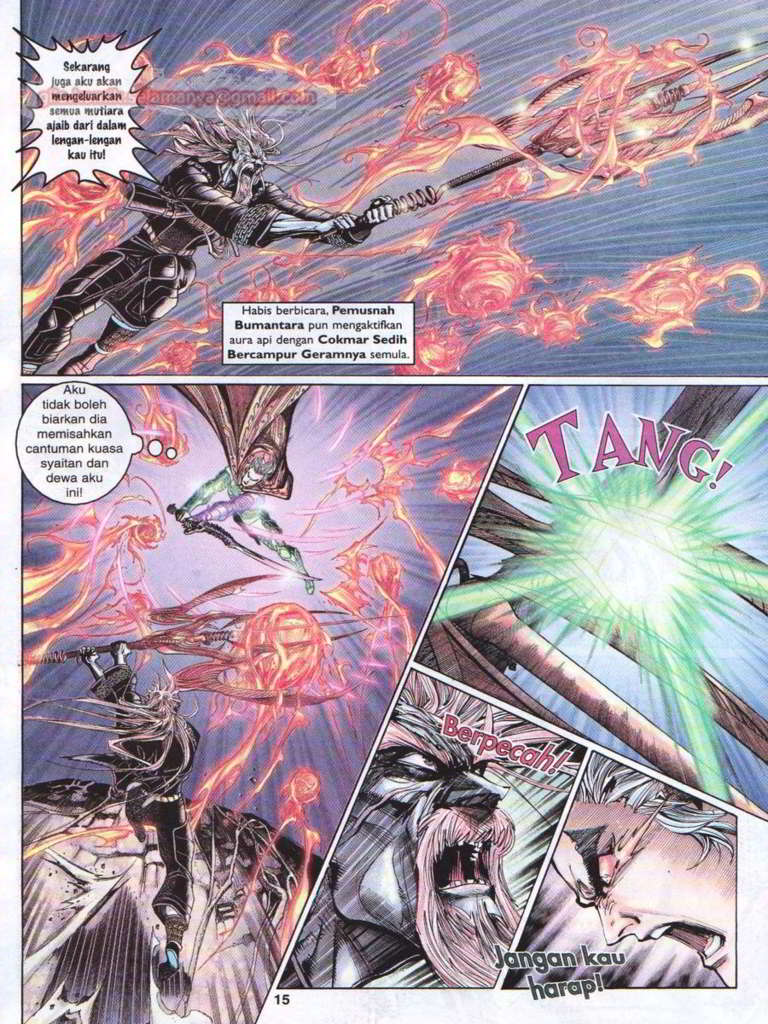 Sekarang
juga aku akan
mengeluarkan
semua mutiara
ajaib dari dalam
lengan-lengan
kau itu!
Habis berbicara, Pemusnah
Bumantara pun mengaktifkan
aura api dengan Cokmar Sedih
Bercampur Geramnya semula.
Aku
tidak boleh
biarkan dia
memisahkan
cantuman kuasa
syaitan dan
dewa aku
ini!
TANG!
Berpecah!
Jangan kau
harap!
15